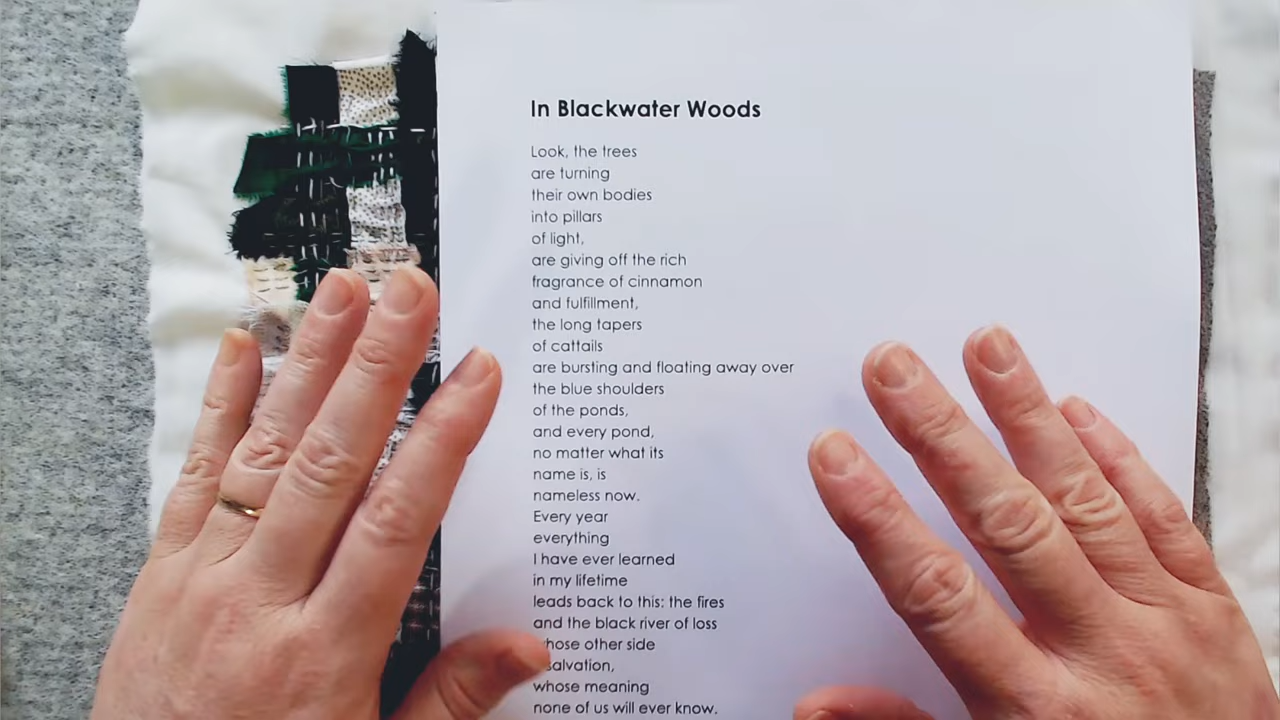 In Blackwater Woods
Look, the trees
are turning
their own bodies
into pillars
of light,
are giving off the rich
fragrance of cinnamon
and fulfillment,
the long tapers
of cattails
are bursting and floating away over
the blue shoulders
of the ponds,
and every pond,
no matter what its
name is, is
nameless now.
Every year
everything
I have ever learned
in my lifetime
leads back to this: the fires
and the black river of loss
whose other side
salvation,
whose meaning
none of us will ever know.